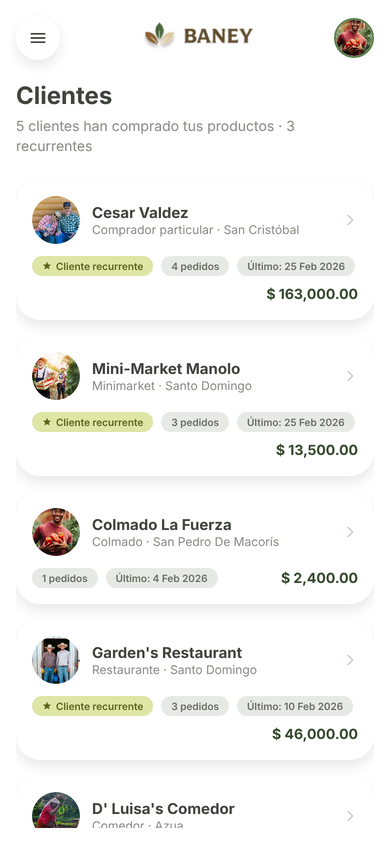 BANEY
Clientes
5 clientes han comprado tus productos · 3
recurrentes
Cesar Valdez
Comprador particular · San Cristóbal
★ Cliente recurrente 4 pedidos Último: 25 Feb 2026
$ 163,000.00
Mini-Market Manolo
Minimarket · Santo Domingo
★ Cliente recurrente 3 pedidos Último: 25 Feb 2026
$ 13,500.00
Colmado La Fuerza
Colmado · San Pedro De Macorís
1 pedidos Último: 4 Feb 2026 $ 2,400.00
Garden's Restaurant
Restaurante · Santo Domingo
★ Cliente recurrente 3 pedidos Último: 10 Feb 2026
$ 46,000.00
D' Luisa's Comedor
Comedor · Azua